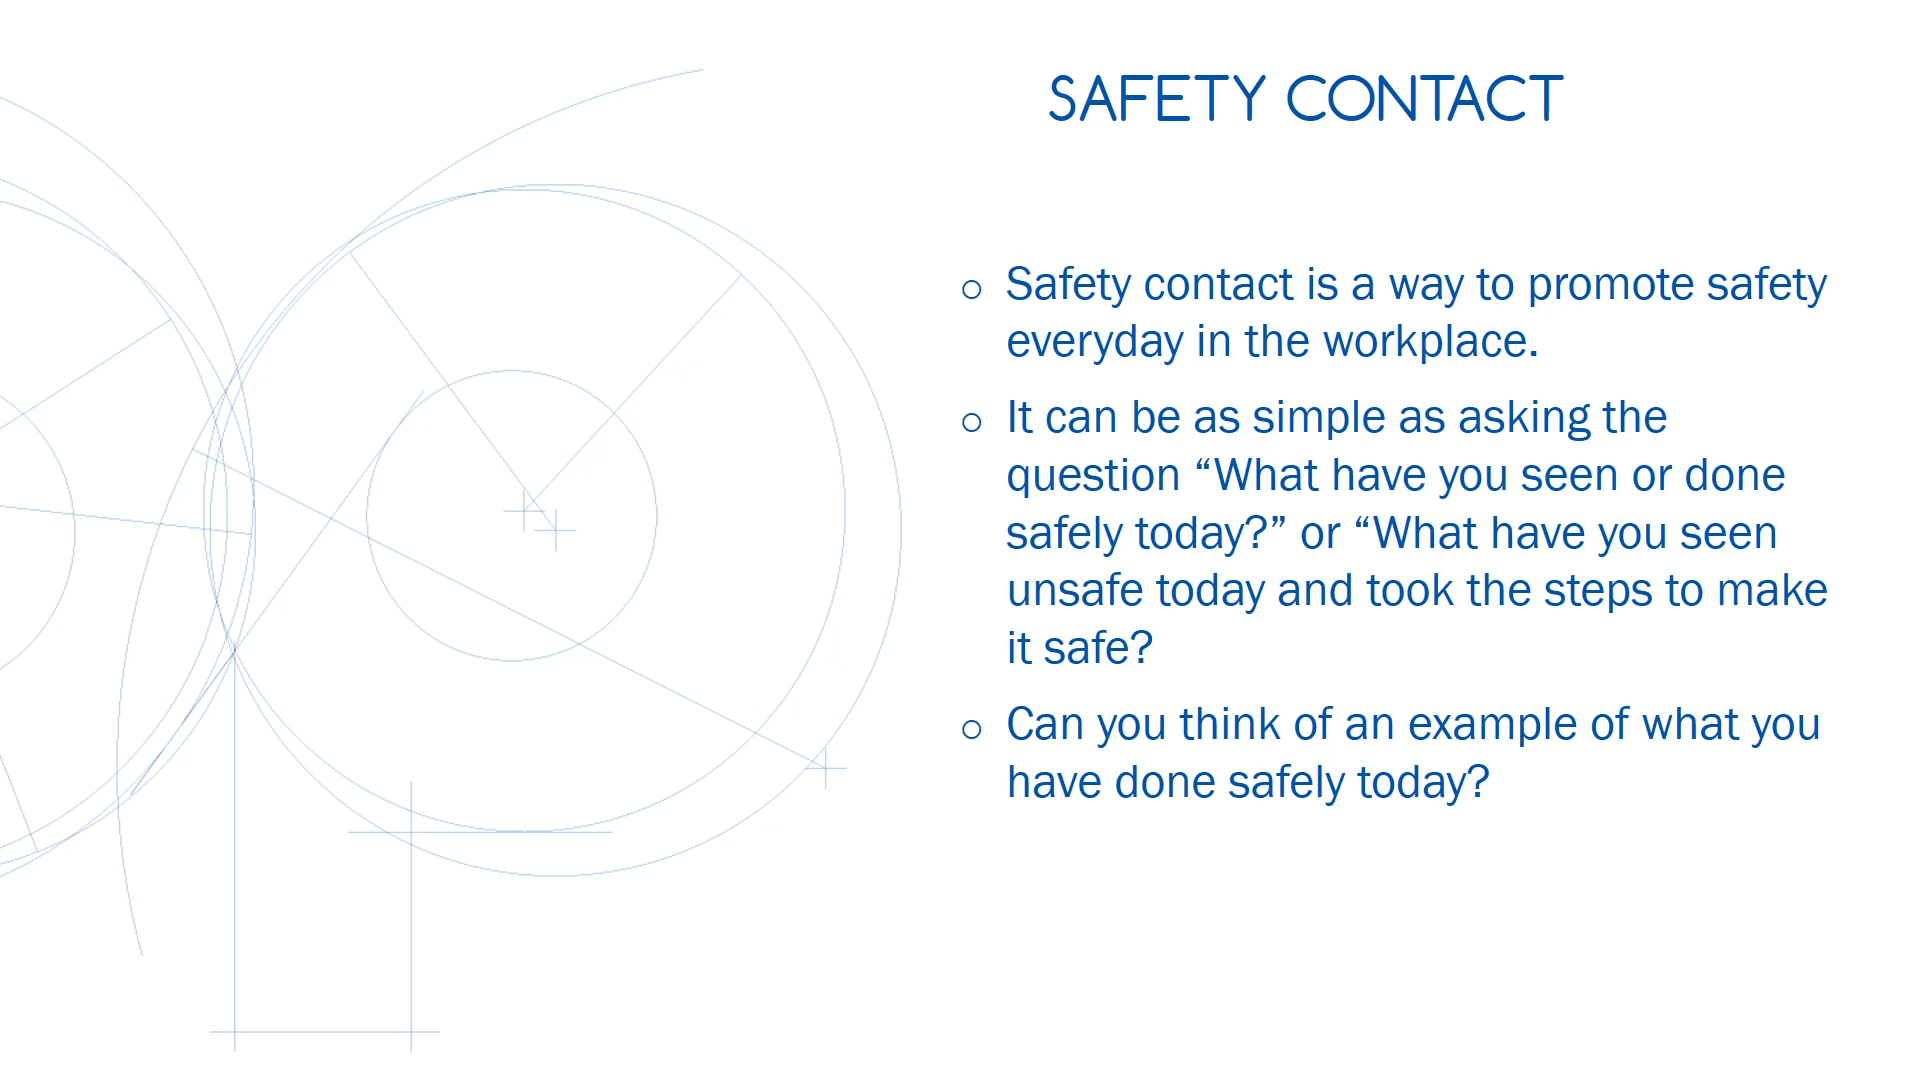 SAFETY CONTACT
○ Safety contact is a way to promote safety
everyday in the workplace.
○ It can be as simple as asking the
question “What have you seen or done
safely today?” or “What have you seen
unsafe today and took the steps to make
it safe?
○ Can you think of an example of what you
have done safely today?